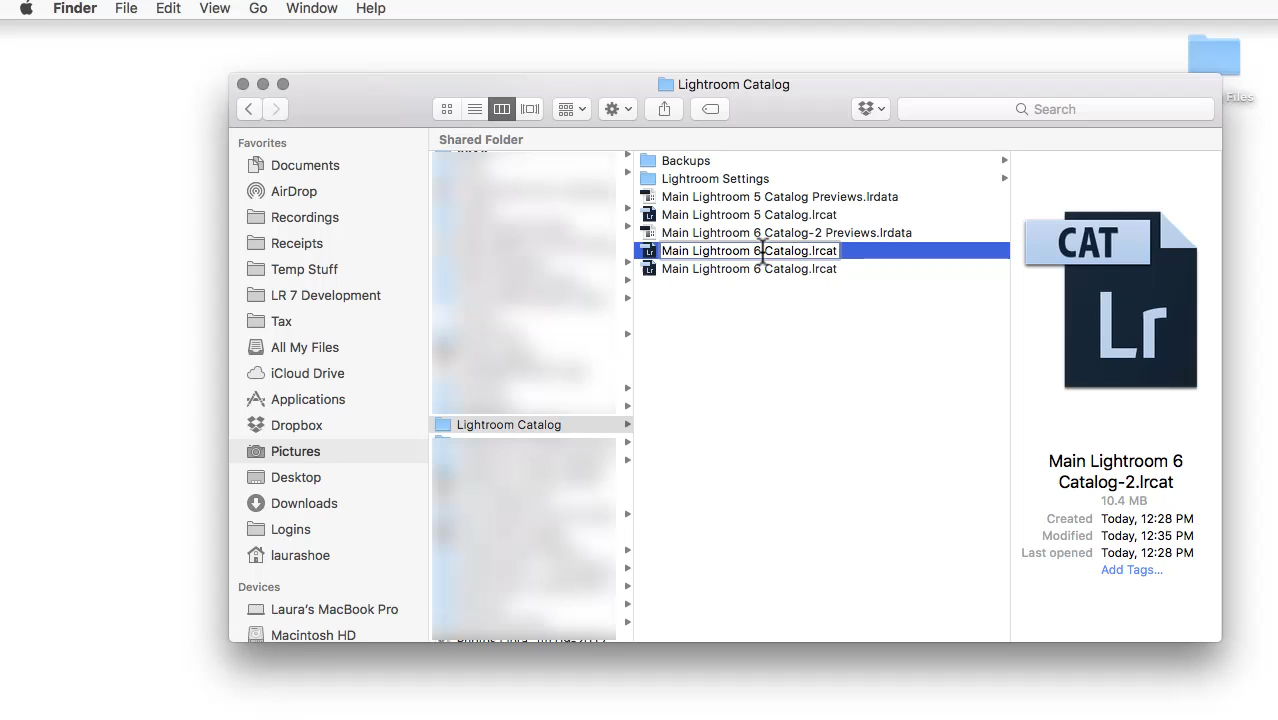 Finder File Edit View Go Window Help
Files
Lightroom Catalog
Search
Favorites
Documents
AirDrop
Recordings
Receipts
Temp Stuff
LR 7 Development
Tax
All My Files
iCloud Drive
Applications
Dropbox
Pictures
Desktop
Downloads
Logins
laurashoe
Devices
Laura's MacBook Pro
Macintosh HD
Shared Folder
Lightroom Catalog
Backups
Lightroom Settings
Main Lightroom 5 Catalog Previews.lrdata
Main Lightroom 5 Catalog.lrcat
Main Lightroom 6 Catalog-2 Previews.lrdata
Main Lightroom 6 Catalog.lrcat
Main Lightroom 6 Catalog.lrcat
CAT
Lr
Main Lightroom 6
Catalog-2.lrcat
10.4 MB
Created Today, 12:28 PM
Modified Today, 12:35 PM
Last opened Today, 12:28 PM
Add Tags...